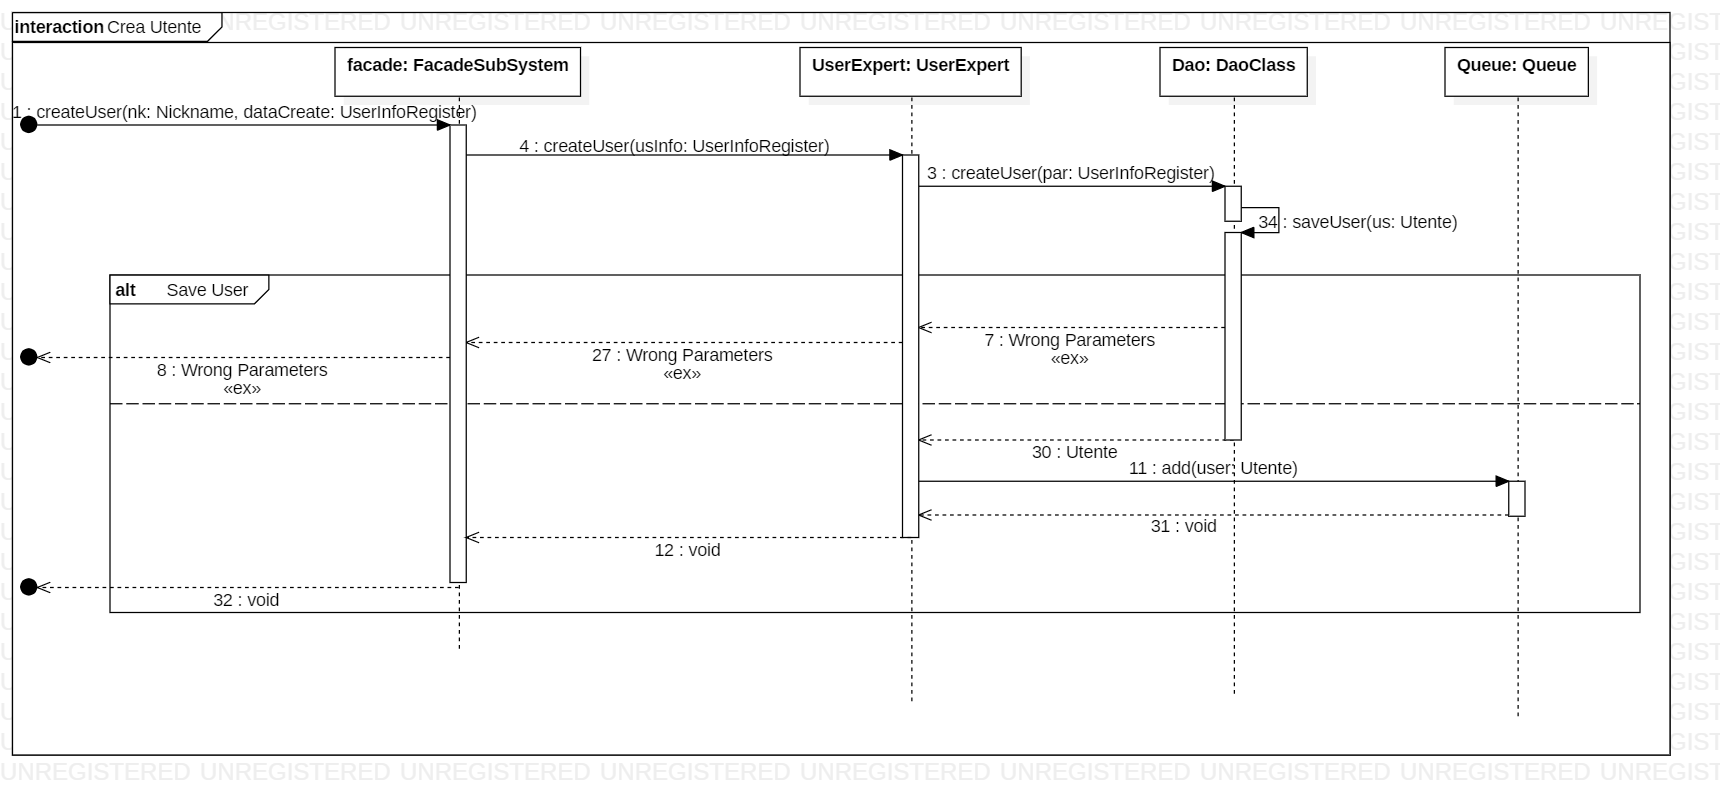 UNREGISTERED UNREGISTERED UNREGISTERED UNREGISTERED UNREGISTERED UNREGISTERED UNREGISTERED
interaction Crea Utente
facade: FacadeSubSystem
UserExpert: UserExpert
Dao: DaoClass
Queue: Queue
1 : createUser(nk: Nickname, dataCreate: UserInfoRegister)
4 : createUser(usInfo: UserInfoRegister)
3 : createUser(par: UserInfoRegister)
34 : saveUser(us: Utente)
alt Save User
7 : Wrong Parameters
«ex»
27 : Wrong Parameters
«ex»
8 : Wrong Parameters
«ex»
30 : Utente
11 : add(user: Utente)
31 : void
12 : void
32 : void
UNREGISTERED UNREGISTERED UNREGISTERED UNREGISTERED UNREGISTERED UNREGISTERED UNREGISTERED UNREGISTERED